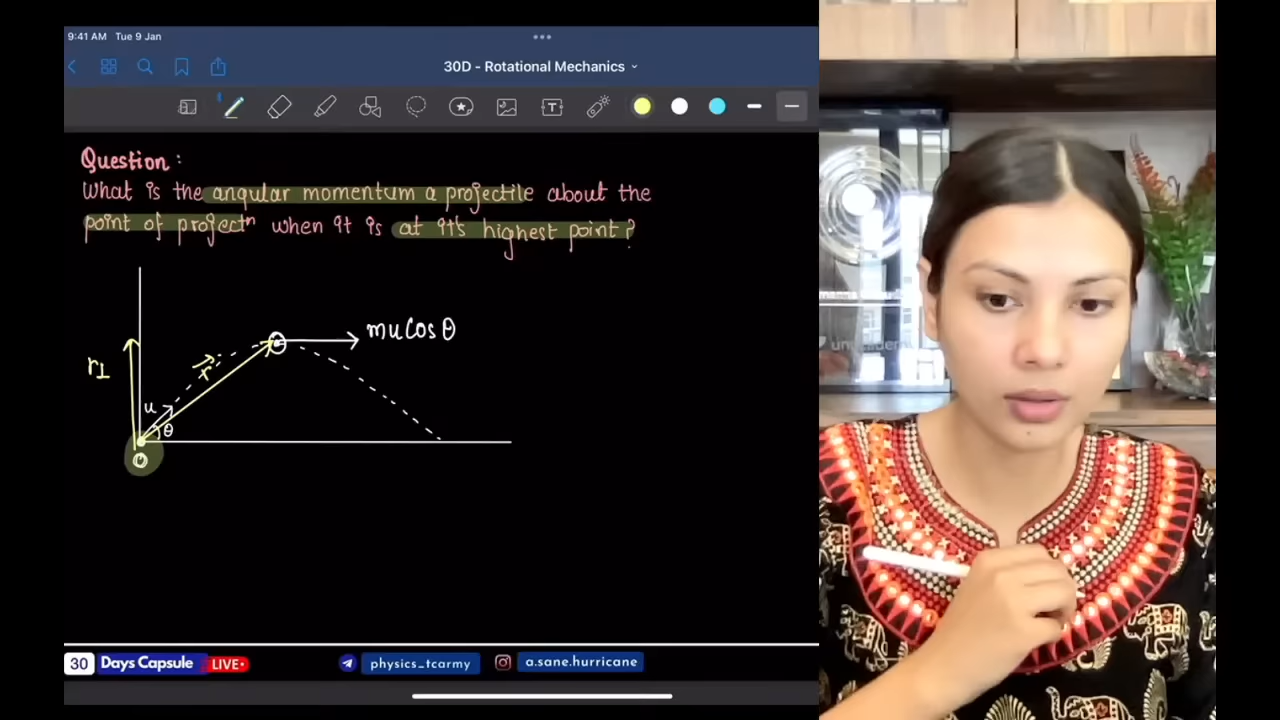 9:41 AM Tue 9 Jan
30D - Rotational Mechanics
Question :
What is the angular momentum a projectile about the
point of projectⁿ when it is at it's highest point?
mu cos θ
r⊥
r⃗
u
θ
O
30 Days Capsule LIVE
physics_tcarmy
a.sane.hurricane